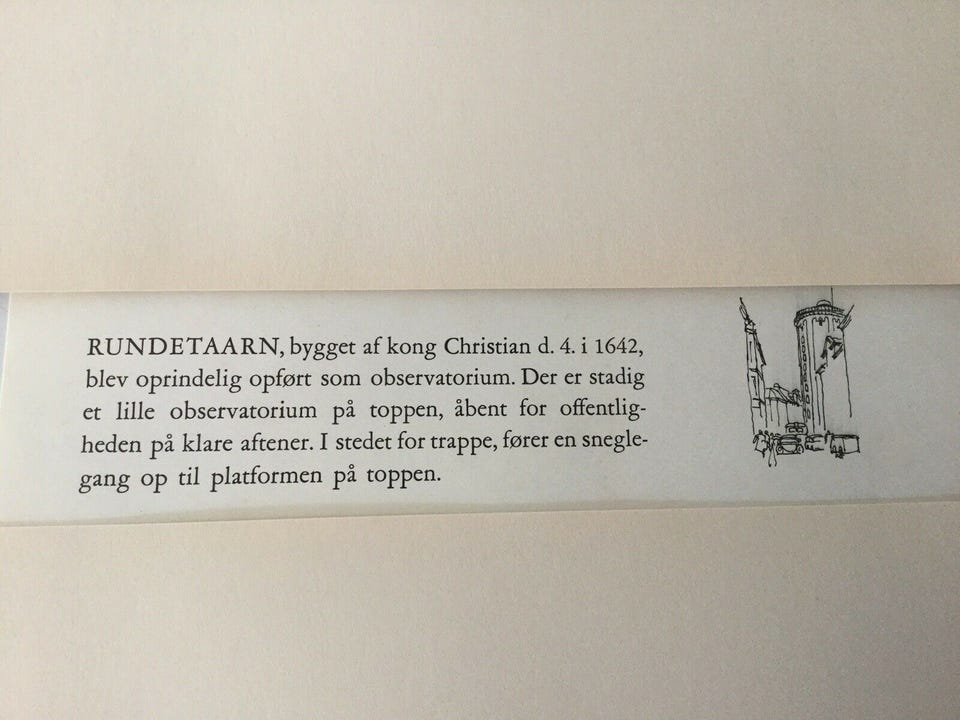 RUNDETAARN, bygget af kong Christian d. 4. i 1642,
blev oprindelig opført som observatorium. Der er stadig
et lille observatorium på toppen, åbent for offentlig-
heden på klare aftener. I stedet for trappe, fører en snegle-
gang op til platformen på toppen.